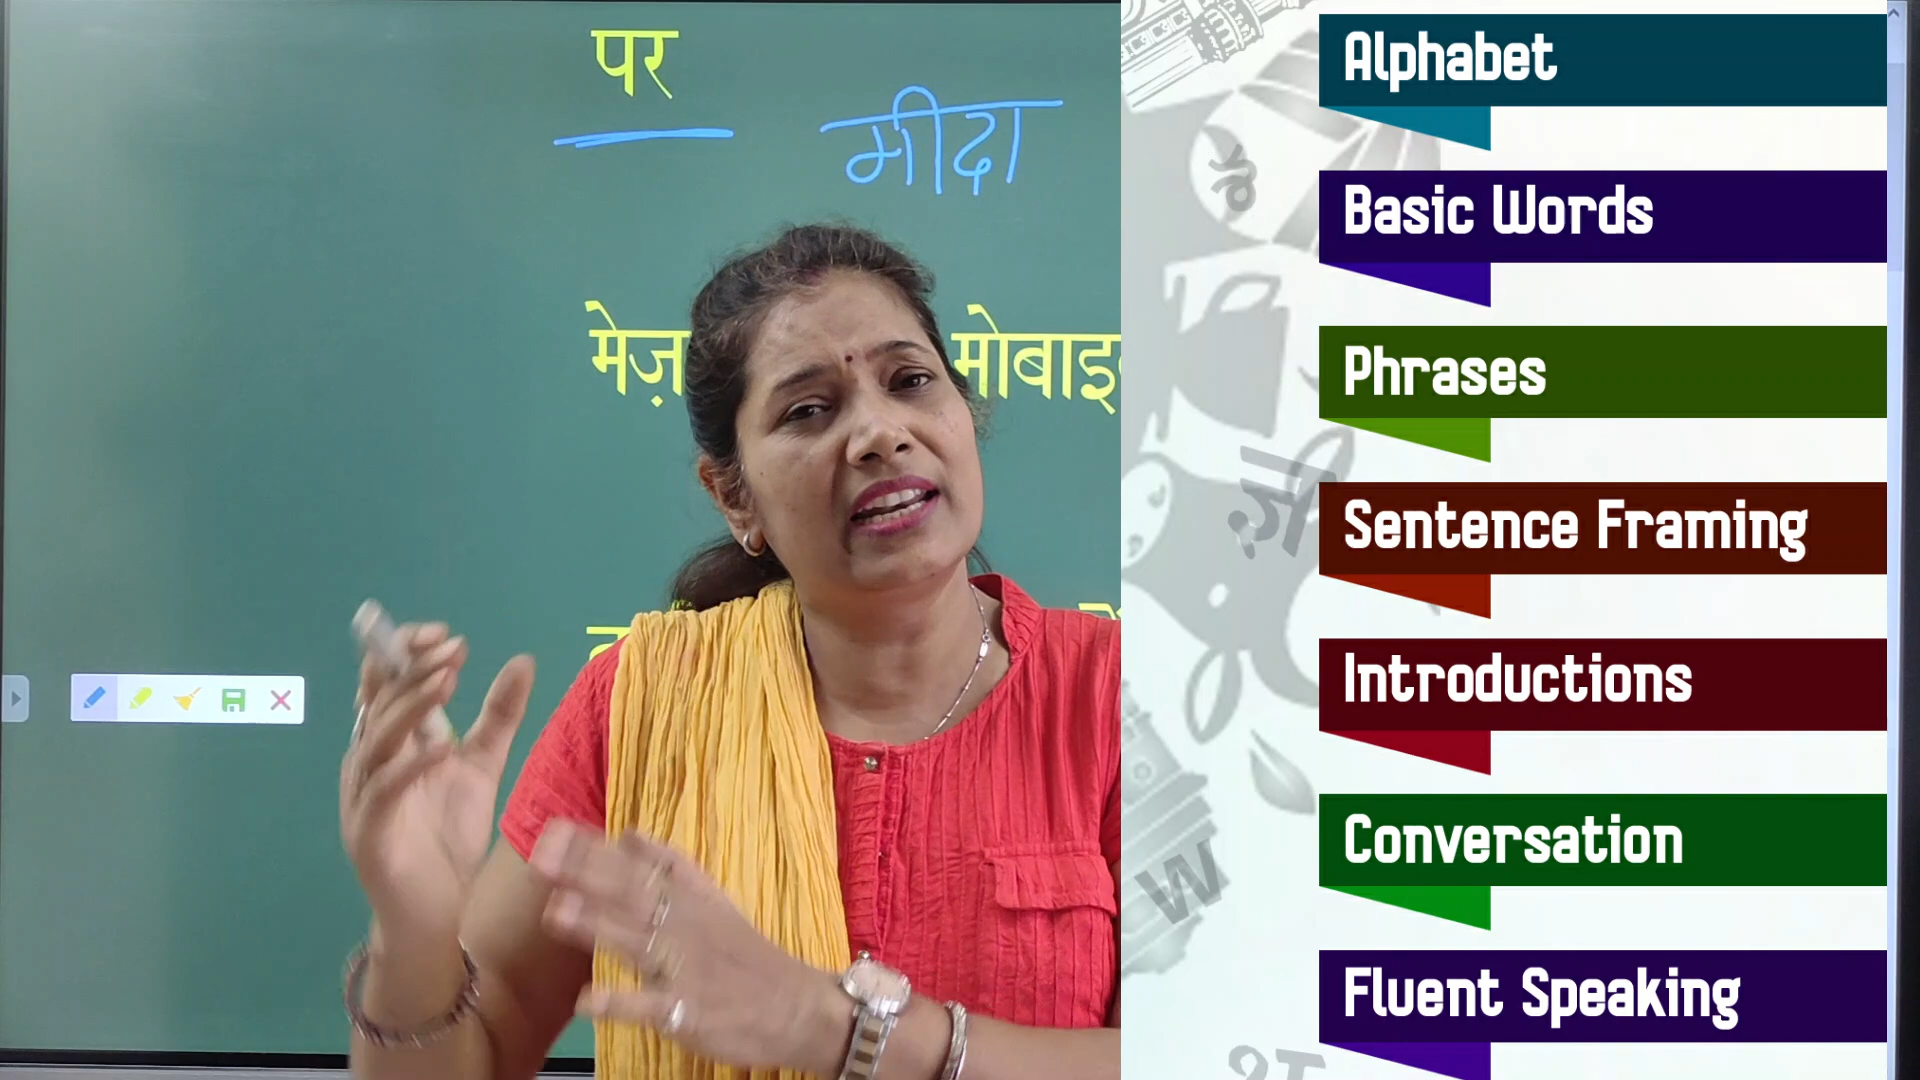 पर
मीदा
मेज़
मोबाइ
Alphabet
Basic Words
Phrases
Sentence Framing
Introductions
Conversation
Fluent Speaking
W